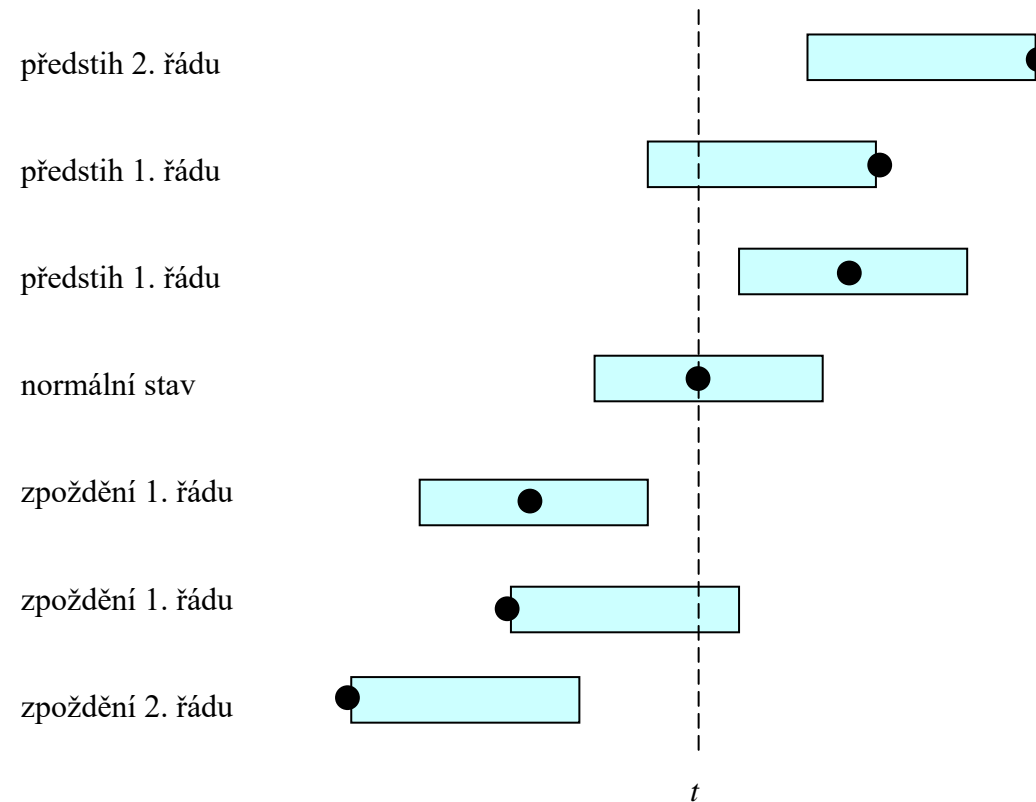 předstih 2. řádu
předstih 1. řádu
předstih 1. řádu
normální stav
zpoždění 1. řádu
zpoždění 1. řádu
zpoždění 2. řádu
t